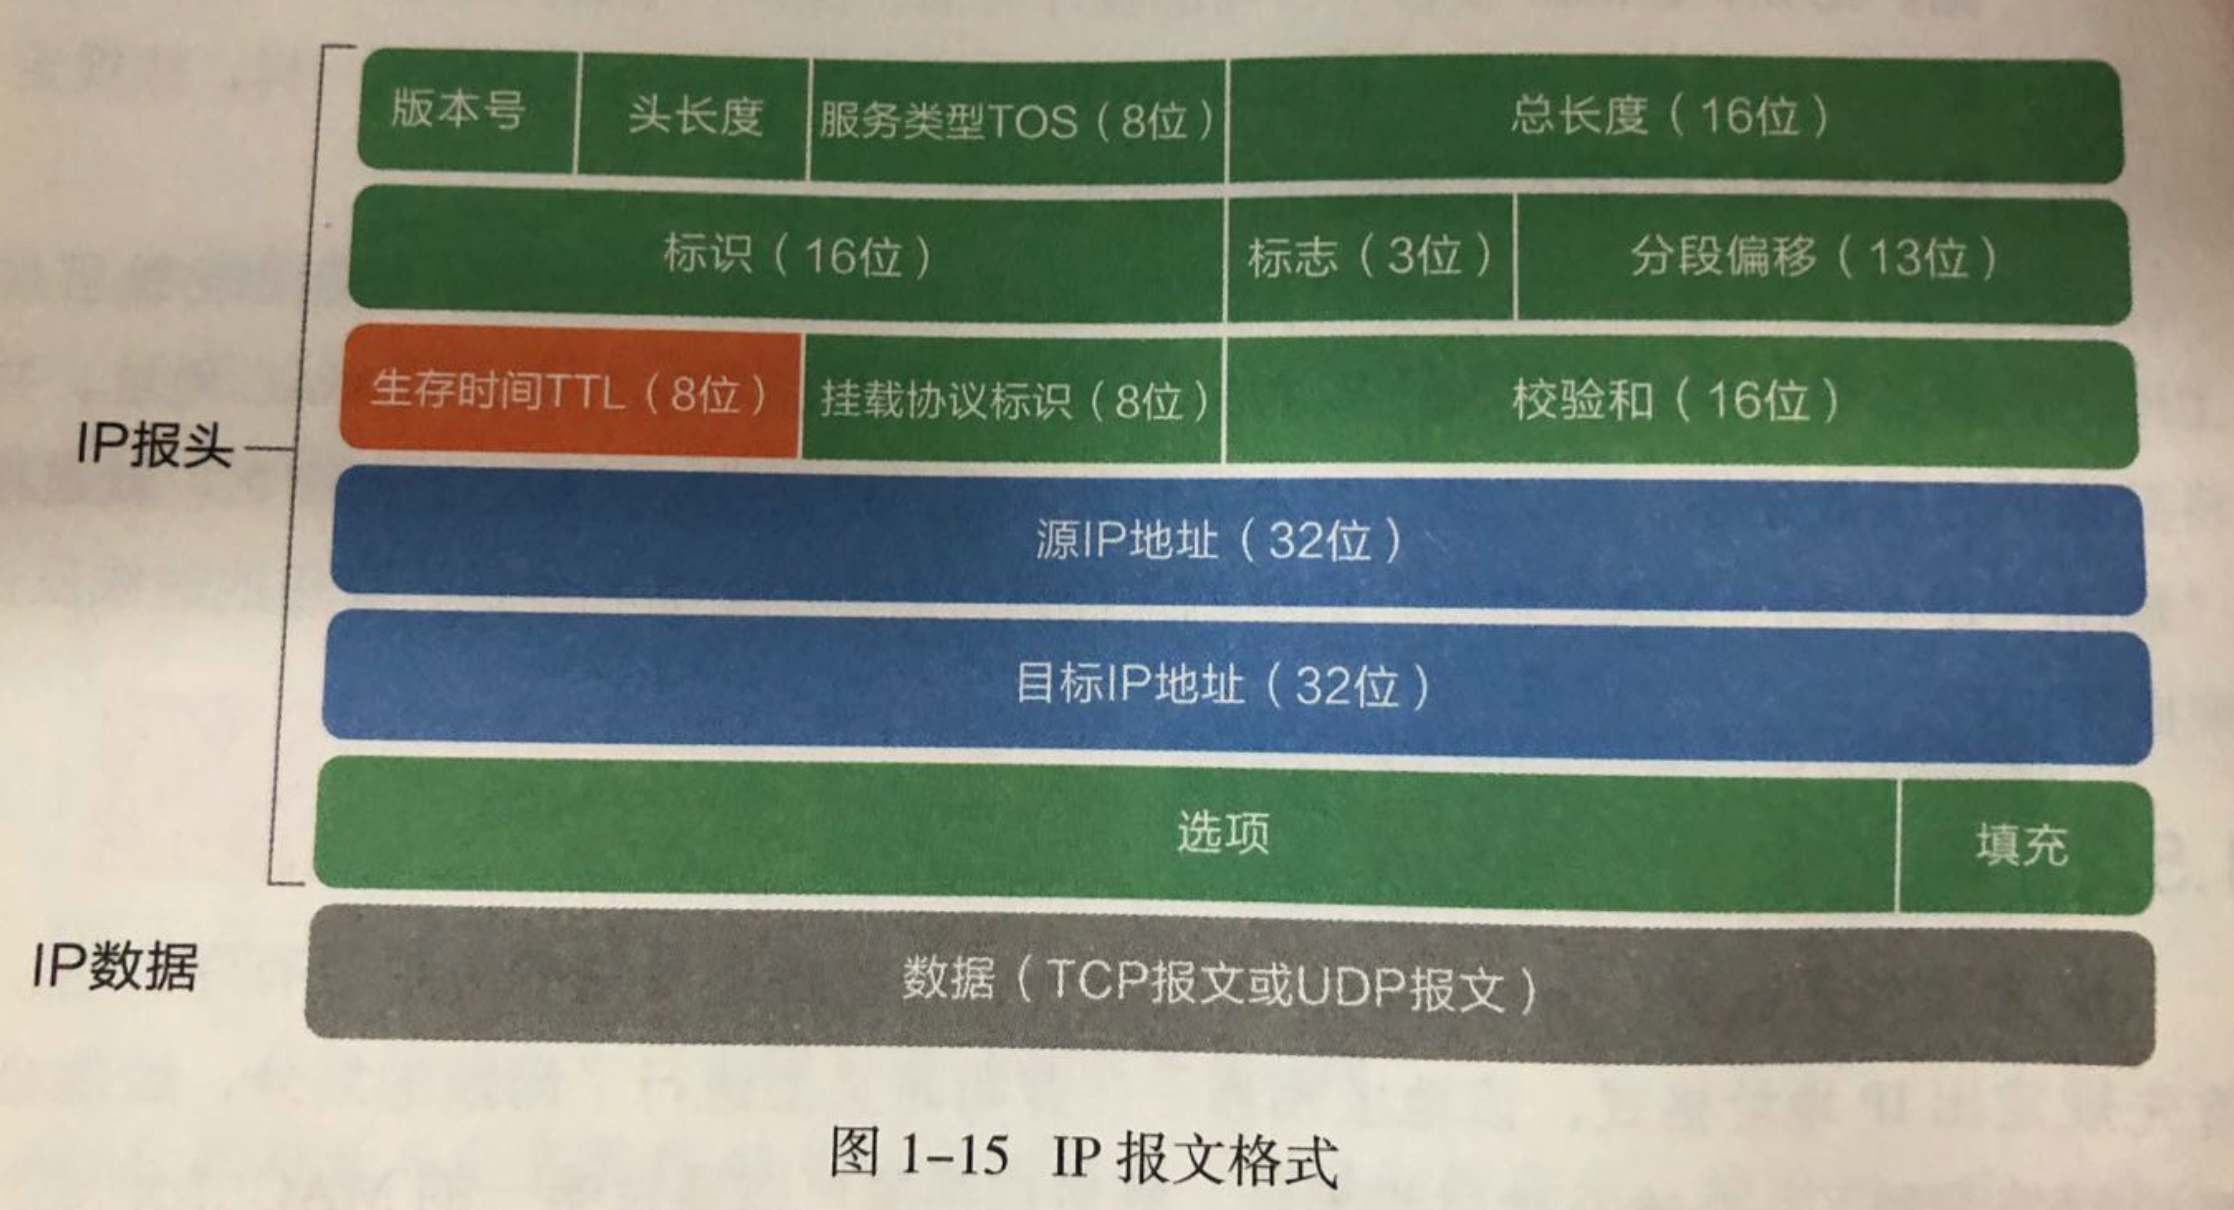 版本号 头长度 服务类型TOS（8位） 总长度（16位）
标识（16位） 标志（3位） 分段偏移（13位）
生存时间TTL（8位） 挂载协议标识（8位） 校验和（16位）
IP报头
源IP地址（32位）
目标IP地址（32位）
选项 填充
IP数据 数据（TCP报文或UDP报文）
图 1-15 IP 报文格式